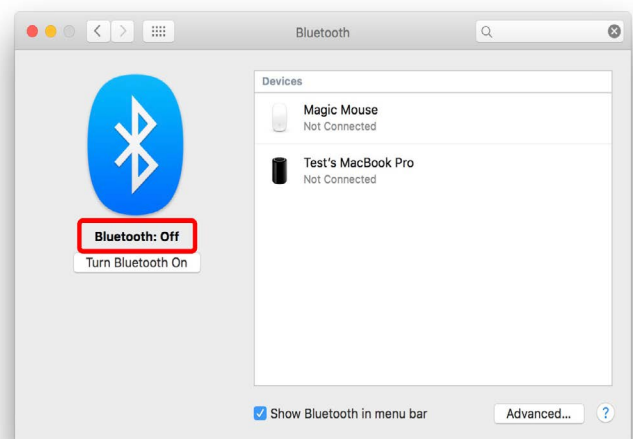 Bluetooth
Devices
Magic Mouse
Not Connected
Test's MacBook Pro
Not Connected
Bluetooth: Off
Turn Bluetooth On
Show Bluetooth in menu bar
Advanced...
?